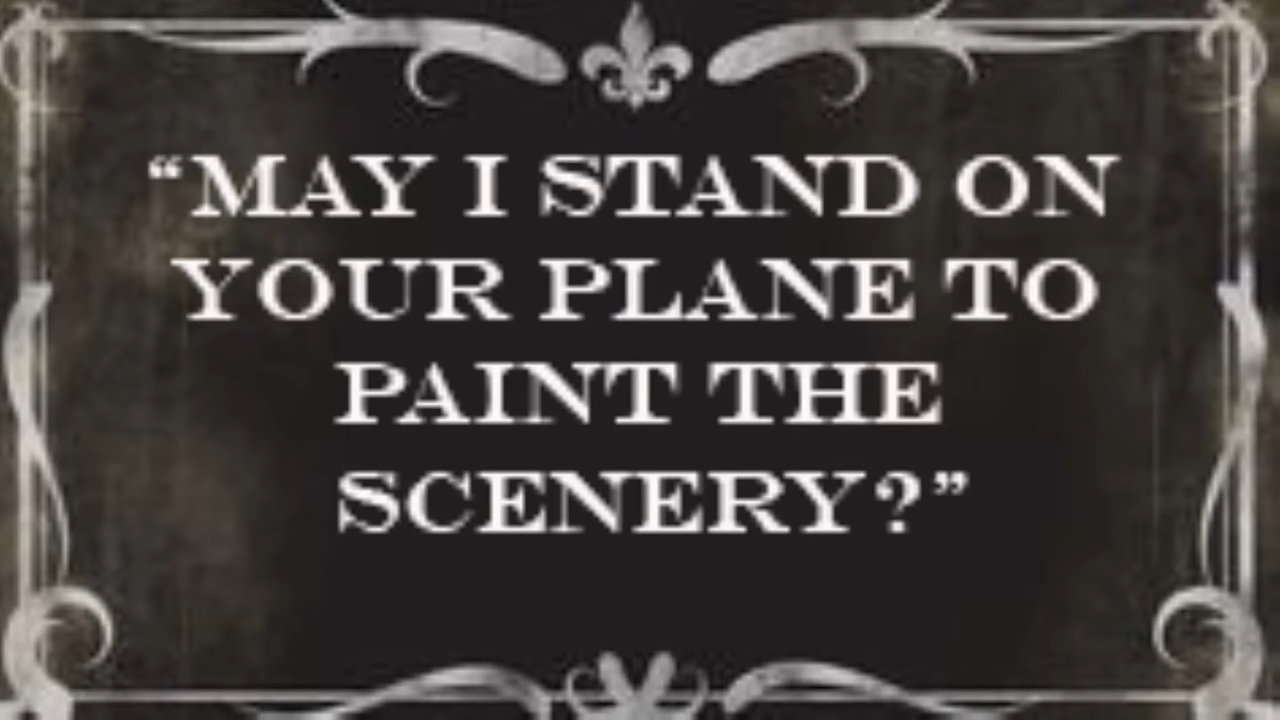 “MAY I STAND ON
YOUR PLANE TO
PAINT THE
SCENERY?”